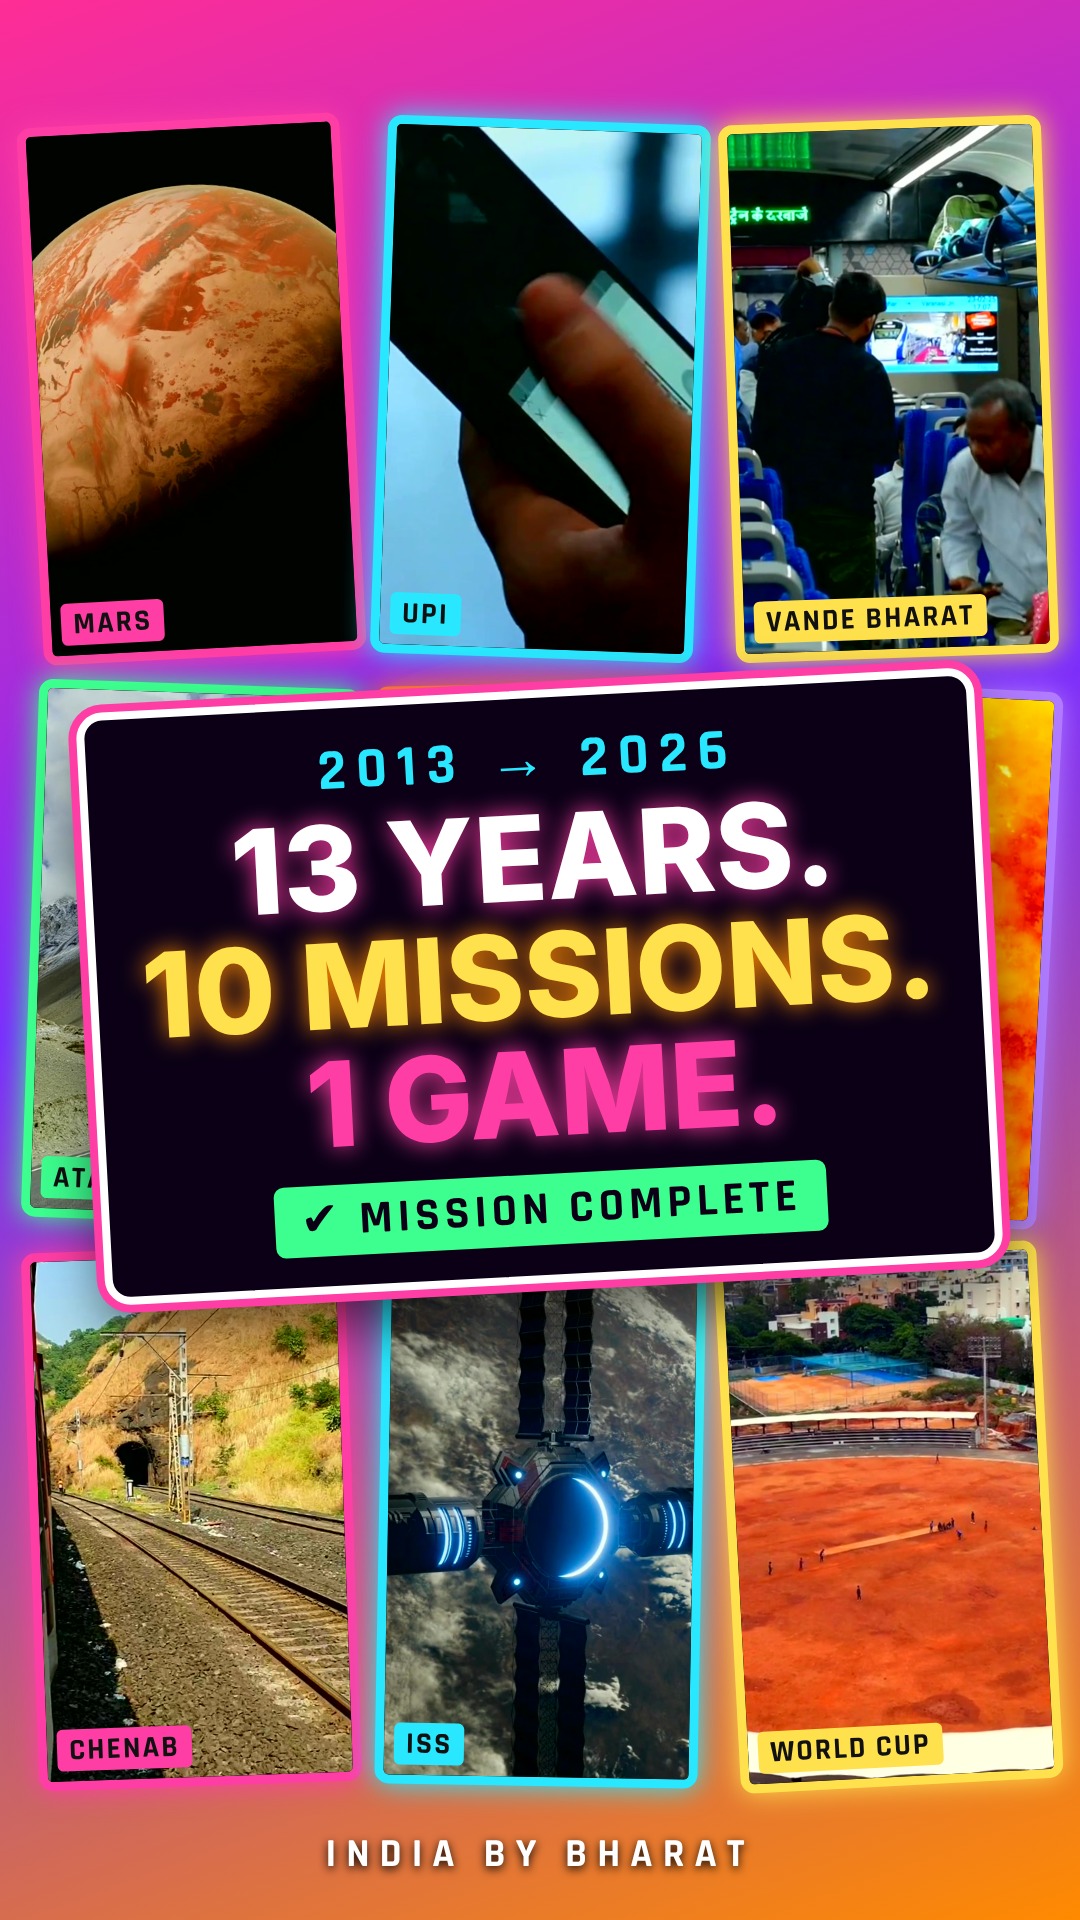 ट्रेन के दरवाजे
MARS
UPI
VANDE BHARAT
2013 → 2026
13 YEARS.
10 MISSIONS.
1 GAME.
✔ MISSION COMPLETE
CHENAB
ISS
WORLD CUP
INDIA BY BHARAT